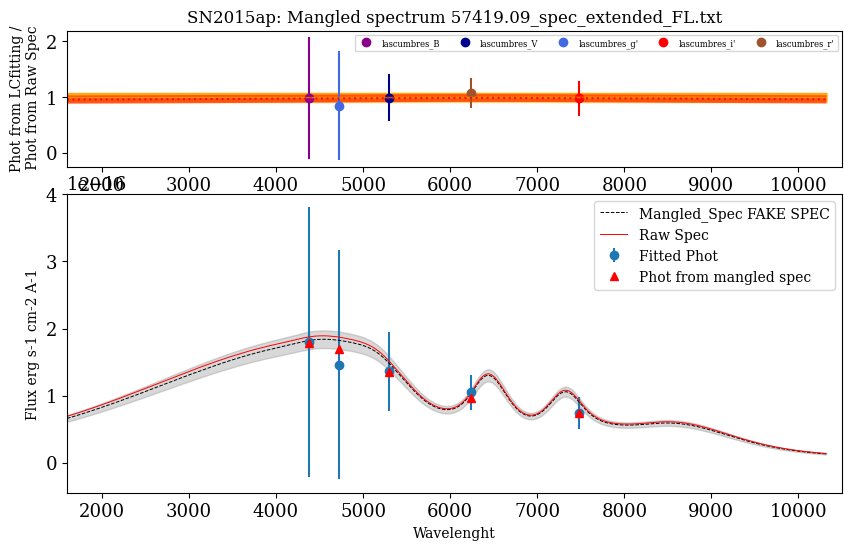 SN2015ap: Mangled spectrum 57419.09_spec_extended_FL.txt
Phot from LCfitting /
Phot from Raw Spec
2
1
0
lascumbres_B lascumbres_V lascumbres_g' lascumbres_i' lascumbres_r'
2000 3000 4000 5000 6000 7000 8000 9000 10000
1e−16
Flux erg s-1 cm-2 A-1
4
3
2
1
0
Mangled_Spec FAKE SPEC
Raw Spec
Fitted Phot
Phot from mangled spec
2000 3000 4000 5000 6000 7000 8000 9000 10000
Wavelenght